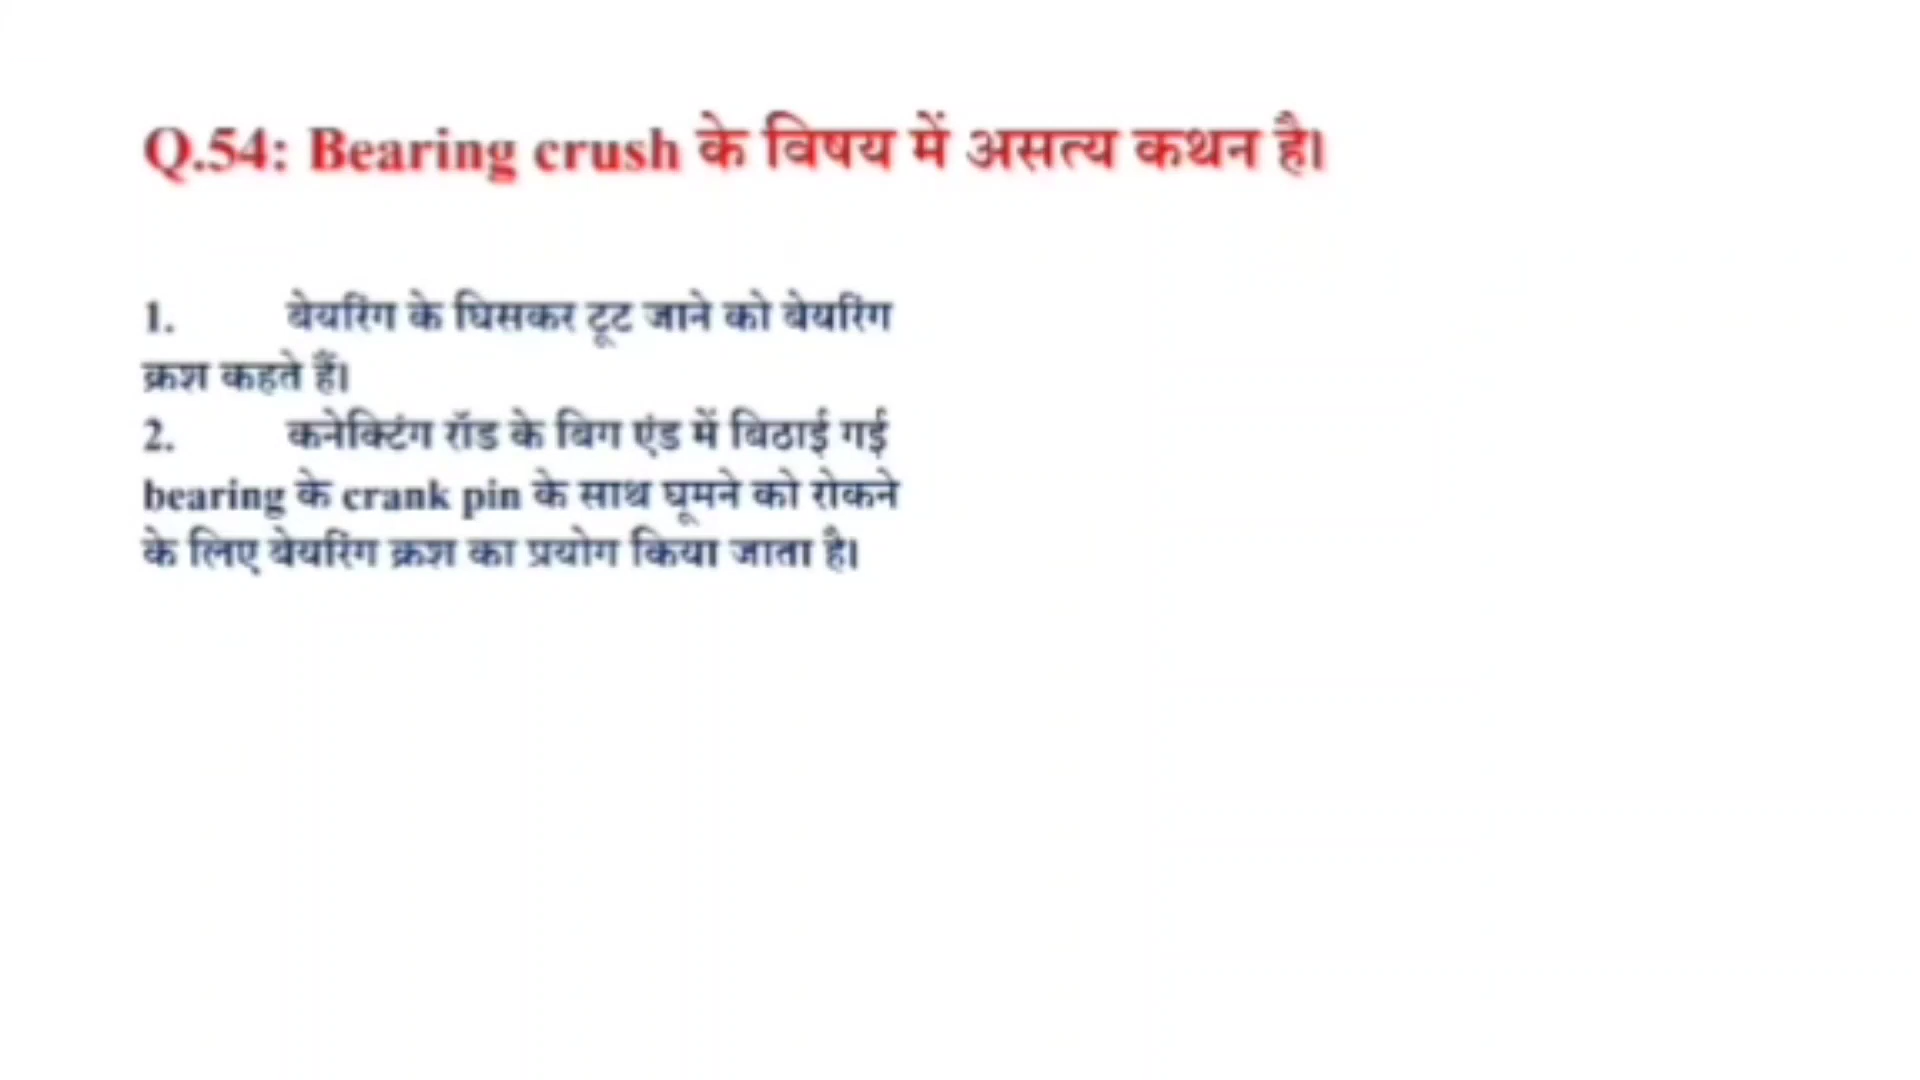 Q.54: Bearing crush के विषय में असत्य कथन है।
1. बेयरिंग के घिसकर टूट जाने को बेयरिंग
क्रश कहते हैं।
2. कनेक्टिंग रॉड के बिग एंड में बिठाई गई
bearing के crank pin के साथ घूमने को रोकने
के लिए बेयरिंग क्रश का प्रयोग किया जाता है।